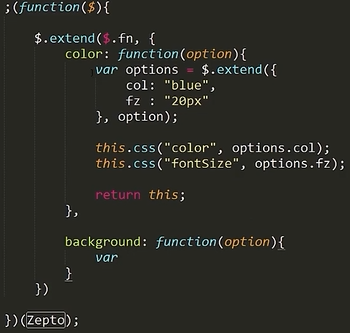 ;(function($){
$.extend($.fn, {
color: function(option){
var options = $.extend({
col: "blue",
fz : "20px"
}, option);
this.css("color", options.col);
this.css("fontSize", options.fz);
return this;
},
background: function(option){
var
}
})
})(Zepto);